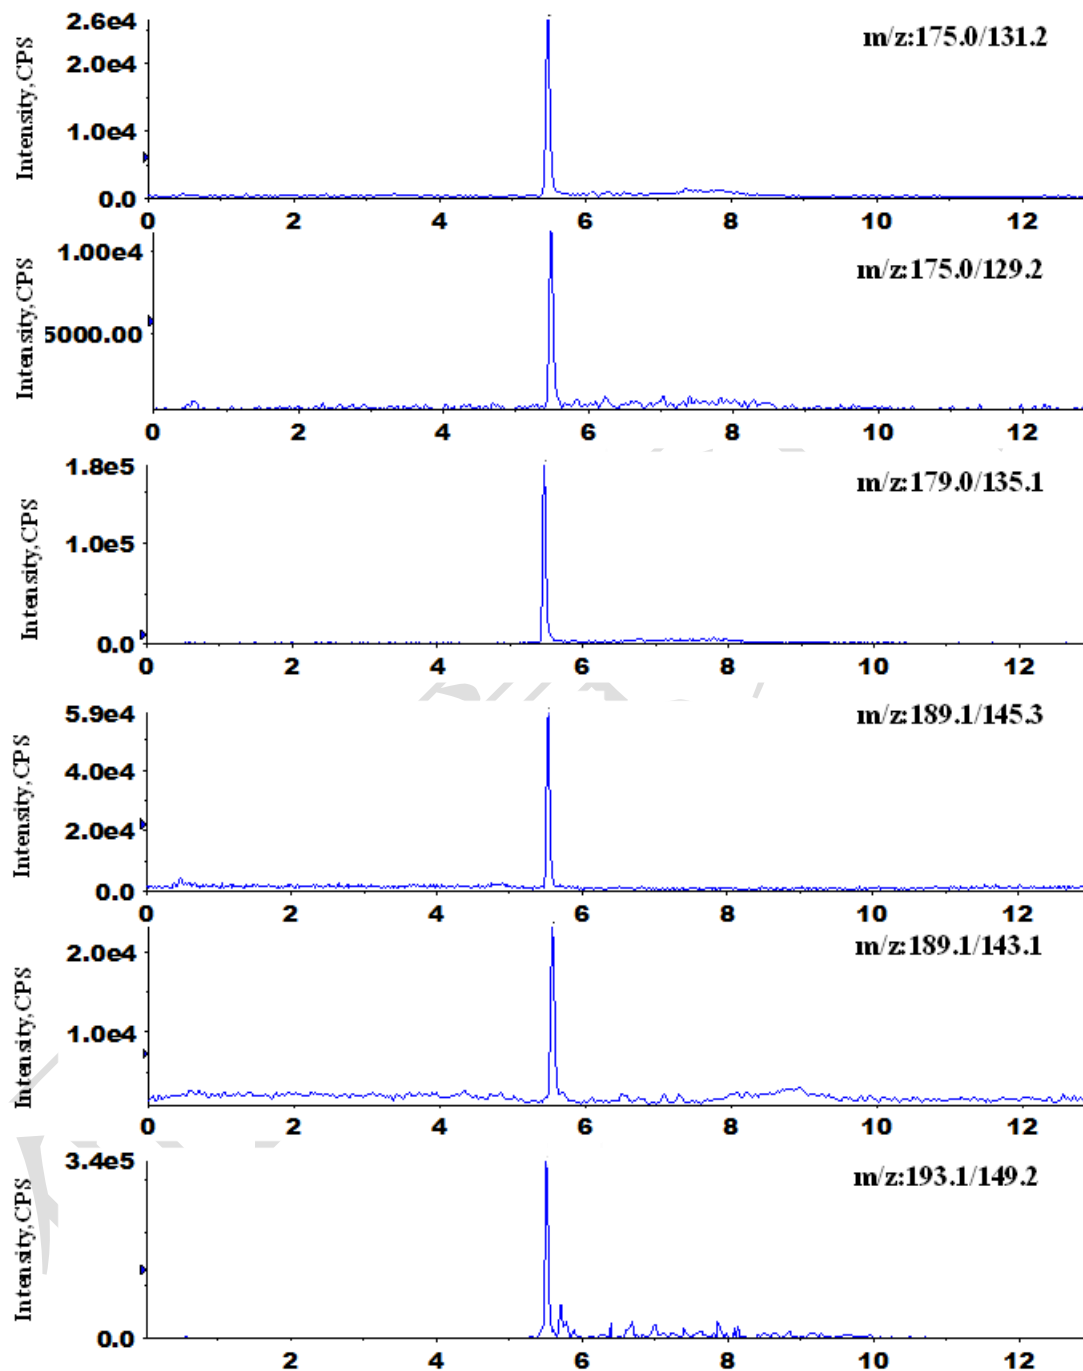 Intensity,CPS
2.6e4
2.0e4
1.0e4
0.0
m/z:175.0/131.2
0 2 4 6 8 10 12
Intensity,CPS
1.00e4
5000.00
m/z:175.0/129.2
0 2 4 6 8 10 12
Intensity,CPS
1.8e5
1.0e5
0.0
m/z:179.0/135.1
0 2 4 6 8 10 12
Intensity,CPS
5.9e4
4.0e4
2.0e4
0.0
m/z:189.1/145.3
0 2 4 6 8 10 12
Intensity,CPS
2.0e4
1.0e4
m/z:189.1/143.1
0 2 4 6 8 10 12
Intensity,CPS
3.4e5
0.0
m/z:193.1/149.2
2 4 6 8 10 12